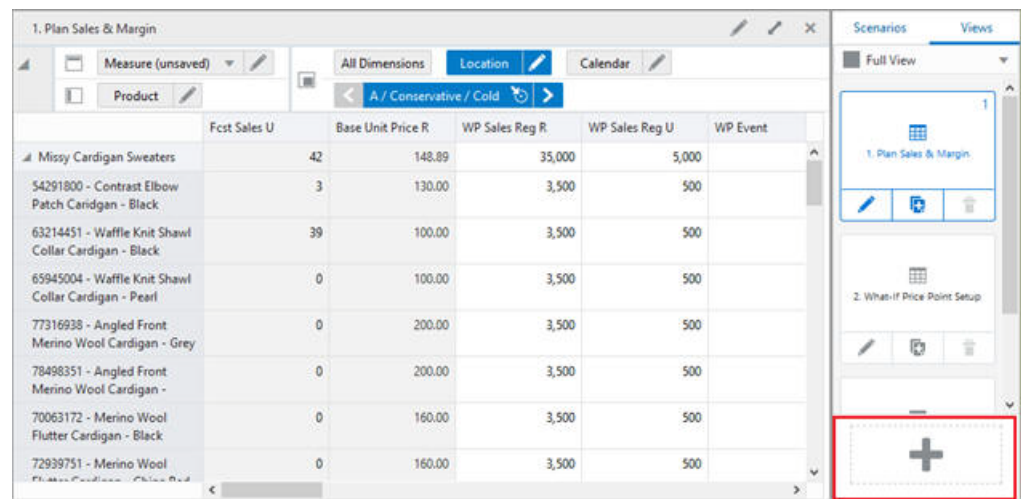 1. Plan Sales & Margin
Measure (unsaved)
Product
All Dimensions
Location
Calendar
A / Conservative / Cold
Fcst Sales U
Base Unit Price R
WP Sales Reg R
WP Sales Reg U
WP Event
Missy Cardigan Sweaters 42 148.89 35,000 5,000
54291800 - Contrast Elbow 3 130.00 3,500 500
Patch Caridgan - Black
63214451 - Waffle Knit Shawl 39 100.00 3,500 500
Collar Cardigan - Black
65945004 - Waffle Knit Shawl 0 100.00 3,500 500
Collar Cardigan - Pearl
77316938 - Angled Front 0 200.00 3,500 500
Merino Wool Cardigan - Grey
78498351 - Angled Front 0 200.00 3,500 500
Merino Wool Cardigan -
70063172 - Merino Wool 0 160.00 3,500 500
Flutter Cardigan - Black
72939751 - Merino Wool 0 160.00 3,500 500
Scenarios
Views
Full View
1
1. Plan Sales & Margin
2. What-If Price Point Setup